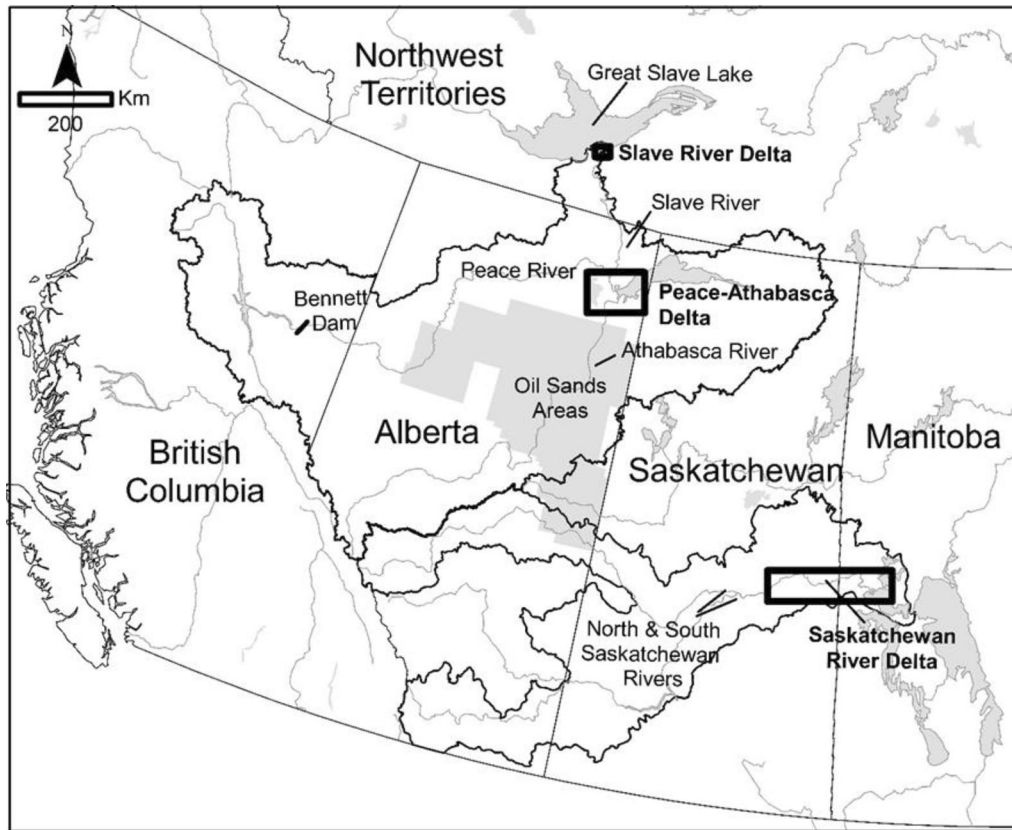 N
Km
200
Northwest
Territories
Great Slave Lake
Slave River Delta
Slave River
Peace River
Bennett
Dam
Peace-Athabasca
Delta
Athabasca River
Oil Sands
Areas
Alberta
British
Columbia
Saskatchewan
Manitoba
North & South
Saskatchewan
Rivers
Saskatchewan
River Delta